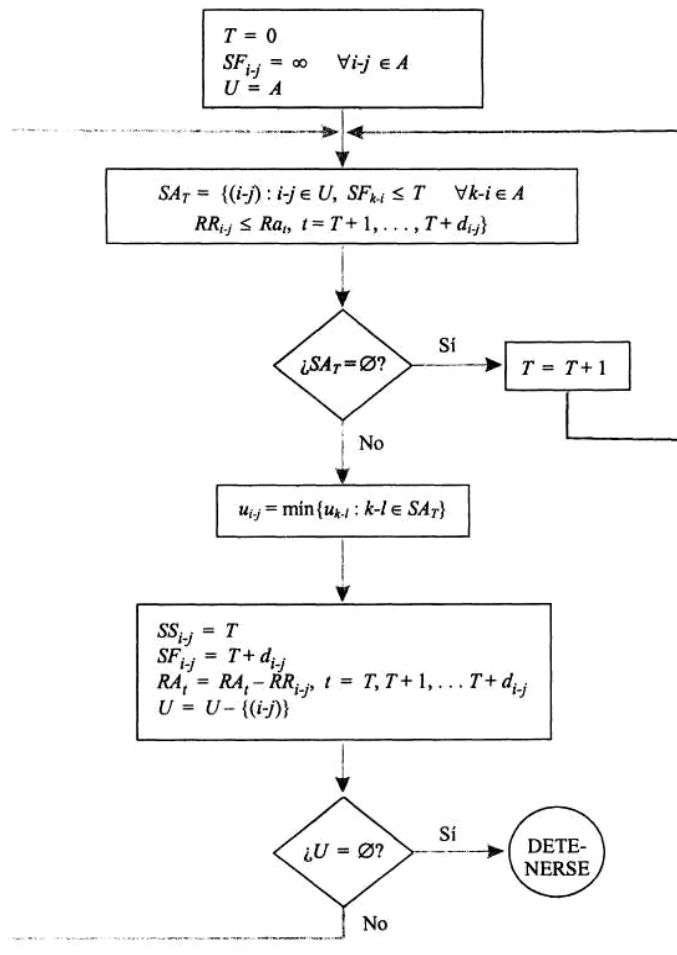 T = 0
SF_{i-j} = ∞ ∀i-j ∈ A
U = A
SA_T = {(i-j) : i-j ∈ U, SF_{k-i} ≤ T ∀k-i ∈ A
RR_{i-j} ≤ Ra_t, t = T + 1, . . . , T + d_{i-j}}
¿SA_T = ∅?
Sí
T = T + 1
No
u_{i-j} = min{u_{k-l} : k-l ∈ SA_T}
SS_{i-j} = T
SF_{i-j} = T + d_{i-j}
RA_t = RA_t – RR_{i-j}, t = T, T + 1, . . . T + d_{i-j}
U = U – {(i-j)}
¿U = ∅?
Sí
DETE-
NERSE
No